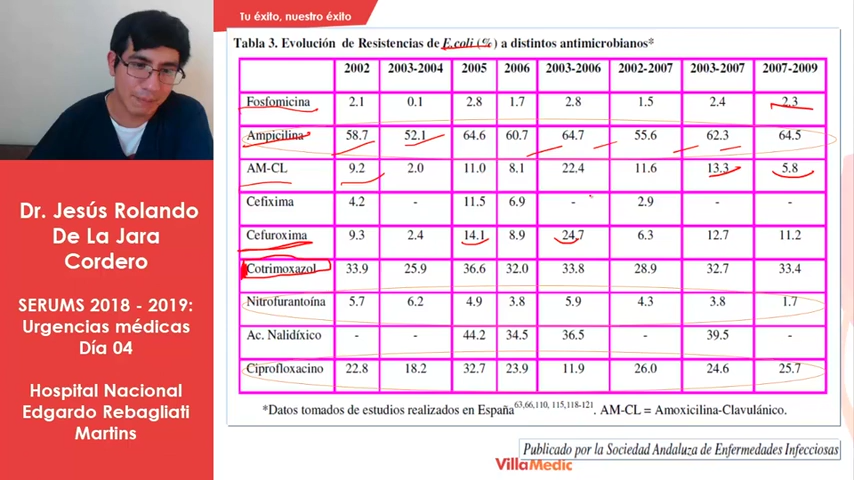 Tu éxito, nuestro éxito
Tabla 3. Evolución de Resistencias de E.coli (%) a distintos antimicrobianos*
2002 2003-2004 2005 2006 2003-2006 2002-2007 2003-2007 2007-2009
Fosfomicina 2.1 0.1 2.8 1.7 2.8 1.5 2.4 2.3
Ampicilina 58.7 52.1 64.6 60.7 64.7 55.6 62.3 64.5
AM-CL 9.2 2.0 11.0 8.1 22.4 11.6 13.3 5.8
Cefixima 4.2 - 11.5 6.9 - 2.9 - -
Cefuroxima 9.3 2.4 14.1 8.9 24.7 6.3 12.7 11.2
Cotrimoxazol 33.9 25.9 36.6 32.0 33.8 28.9 32.7 33.4
Nitrofurantoína 5.7 6.2 4.9 3.8 5.9 4.3 3.8 1.7
Ac. Nalidíxico - - 44.2 34.5 36.5 - 39.5 -
Ciprofloxacino 22.8 18.2 32.7 23.9 11.9 26.0 24.6 25.7
*Datos tomados de estudios realizados en España63,66,110, 115,118-121. AM-CL = Amoxicilina-Clavulánico.
Publicado por la Sociedad Andaluza de Enfermedades Infecciosas
VillaMedic
Dr. Jesús Rolando
De La Jara
Cordero
SERUMS 2018 - 2019:
Urgencias médicas
Día 04
Hospital Nacional
Edgardo Rebagliati
Martins